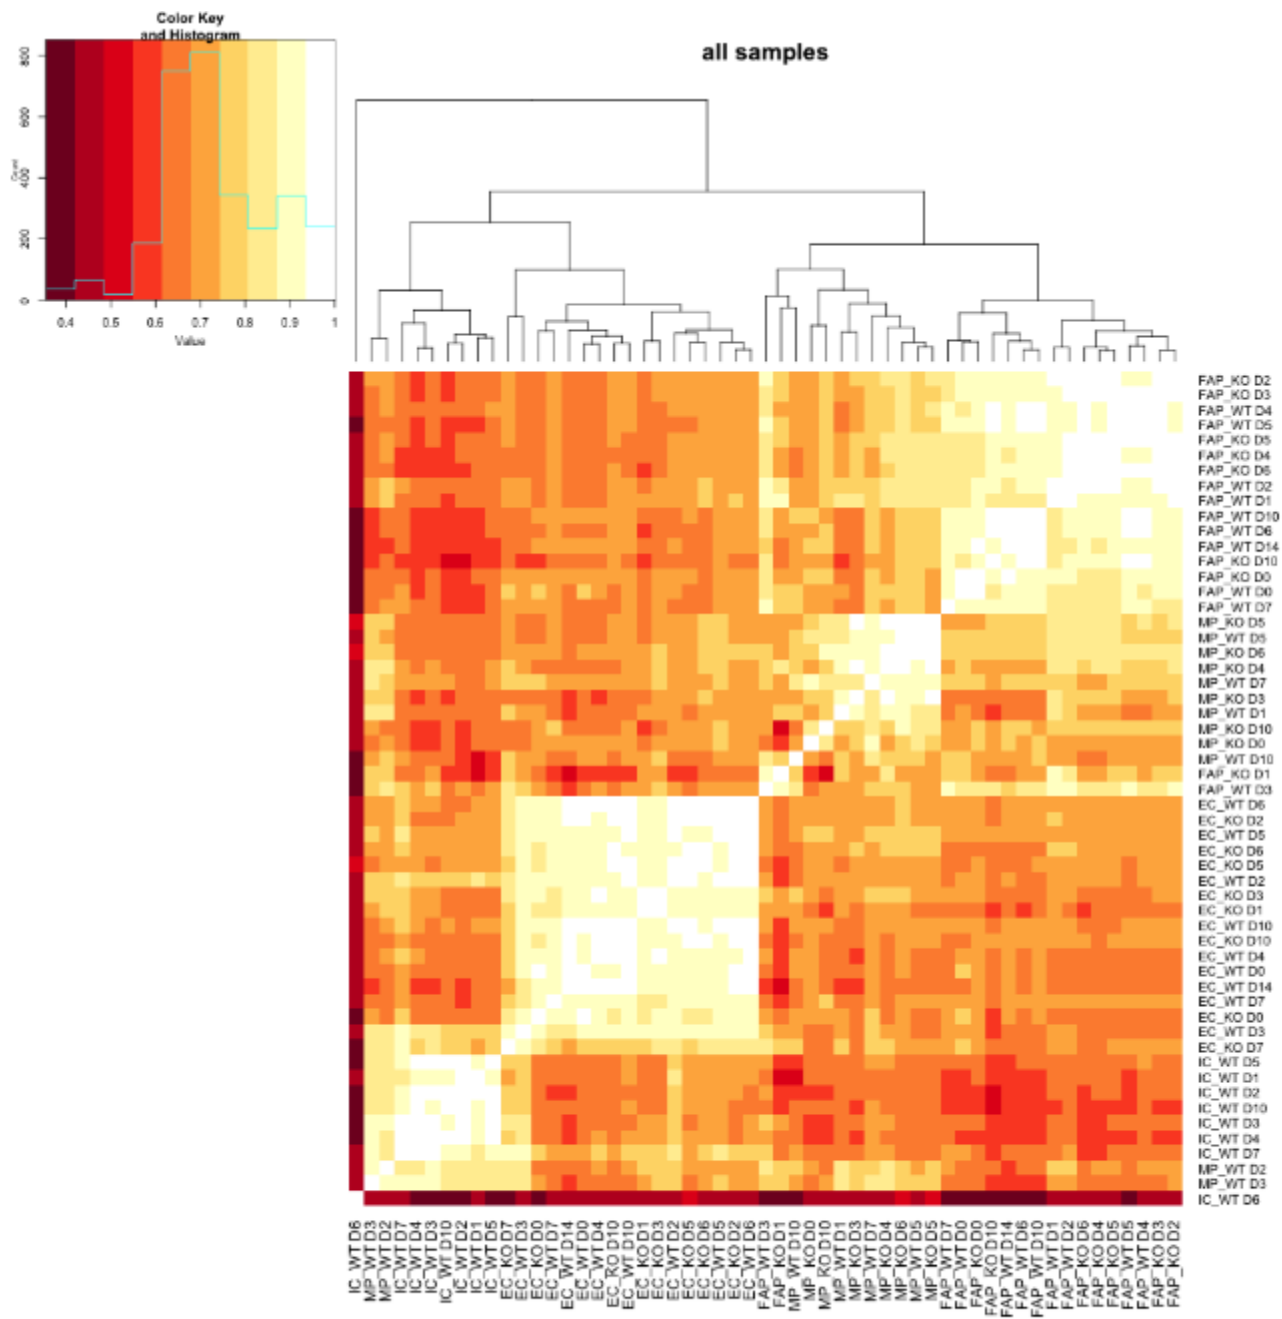 Color Key
and Histogram
all samples
Count
0
200
400
600
800
0.4
0.5
0.6
0.7
0.8
0.9
1
Value
FAP_KO D2
FAP_KO D3
FAP_WT D4
FAP_WT D5
FAP_KO D5
FAP_KO D4
FAP_KO D6
FAP_WT D2
FAP_WT D1
FAP_WT D10
FAP_WT D6
FAP_WT D14
FAP_KO D10
FAP_KO D0
FAP_WT D0
FAP_WT D7
MP_KO D5
MP_WT D5
MP_KO D6
MP_KO D4
MP_WT D7
MP_KO D3
MP_WT D1
MP_KO D10
MP_KO D0
MP_WT D10
FAP_KO D1
FAP_WT D3
EC_WT D6
EC_KO D2
EC_WT D5
EC_KO D6
EC_KO D5
EC_WT D2
EC_KO D3
EC_KO D1
EC_WT D10
EC_KO D10
EC_WT D4
EC_WT D0
EC_WT D14
EC_WT D7
EC_KO D0
EC_WT D3
EC_KO D7
IC_WT D5
IC_WT D1
IC_WT D2
IC_WT D10
IC_WT D3
IC_WT D4
IC_WT D7
MP_WT D2
MP_WT D3
IC_WT D6
IC_WT D6
MP_WT D3
MP_WT D2
IC_WT D7
IC_WT D4
IC_WT D3
IC_WT D10
IC_WT D2
IC_WT D1
IC_WT D5
EC_KO D7
EC_WT D3
EC_KO D0
EC_WT D7
EC_WT D14
EC_WT D0
EC_WT D4
EC_KO D10
EC_WT D10
EC_KO D1
EC_KO D3
EC_WT D2
EC_KO D5
EC_KO D6
EC_WT D5
EC_KO D2
EC_WT D6
FAP_WT D3
FAP_KO D1
MP_WT D10
MP_KO D0
MP_KO D10
MP_WT D1
MP_KO D3
MP_WT D7
MP_KO D4
MP_KO D6
MP_WT D5
MP_KO D5
FAP_WT D7
FAP_WT D0
FAP_KO D0
FAP_KO D10
FAP_WT D14
FAP_WT D6
FAP_WT D10
FAP_WT D1
FAP_WT D2
FAP_KO D6
FAP_KO D4
FAP_KO D5
FAP_WT D5
FAP_WT D4
FAP_KO D3
FAP_KO D2